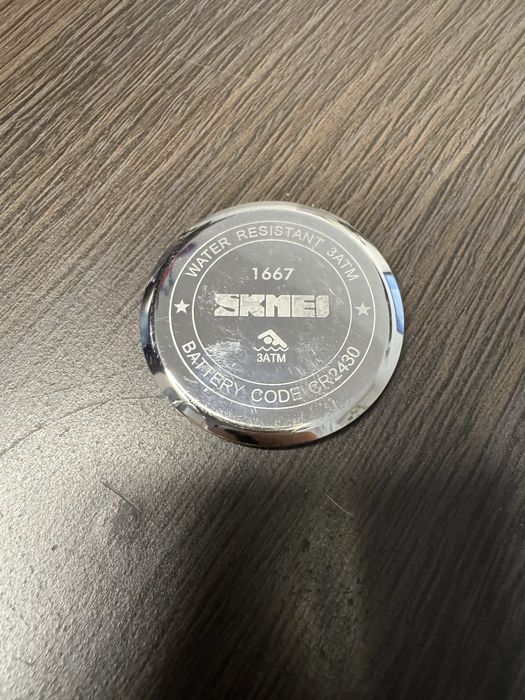 WATER RESISTANT 3ATM
1667
SKMEI
3ATM
BATTERY CODE:CR2430